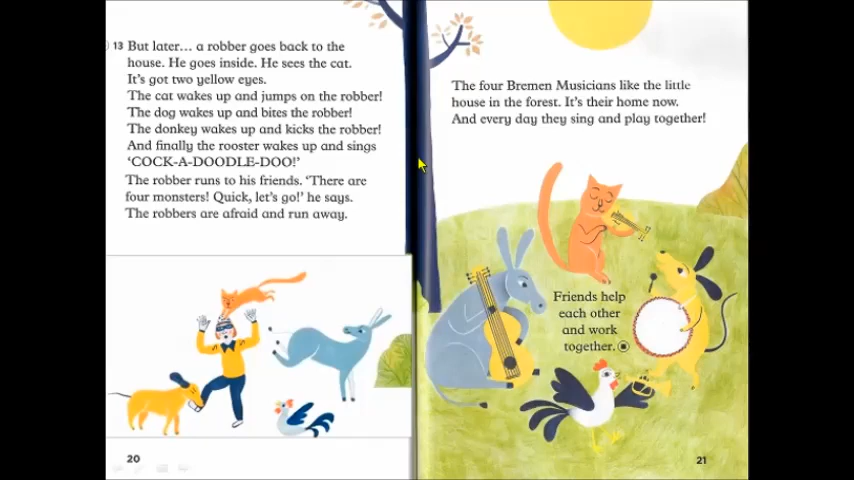 13 But later... a robber goes back to the
house. He goes inside. He sees the cat.
It's got two yellow eyes.
The cat wakes up and jumps on the robber!
The dog wakes up and bites the robber!
The donkey wakes up and kicks the robber!
And finally the rooster wakes up and sings
'COCK-A-DOODLE-DOO!'
The robber runs to his friends. 'There are
four monsters! Quick, let's go!' he says.
The robbers are afraid and run away.
20
The four Bremen Musicians like the little
house in the forest. It's their home now.
And every day they sing and play together!
Friends help
each other
and work
together.
21